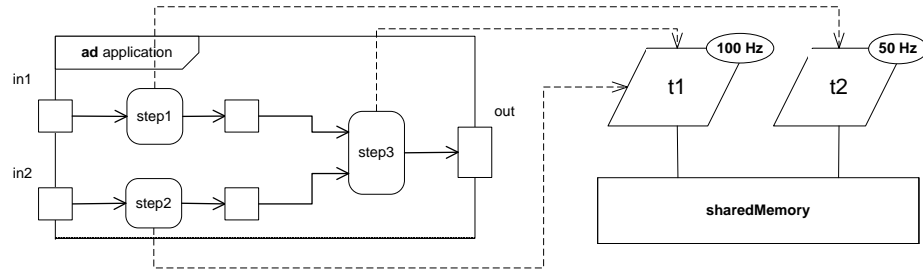 ad application
100 Hz
50 Hz
in1
t1
t2
step1
out
step3
in2
step2
sharedMemory